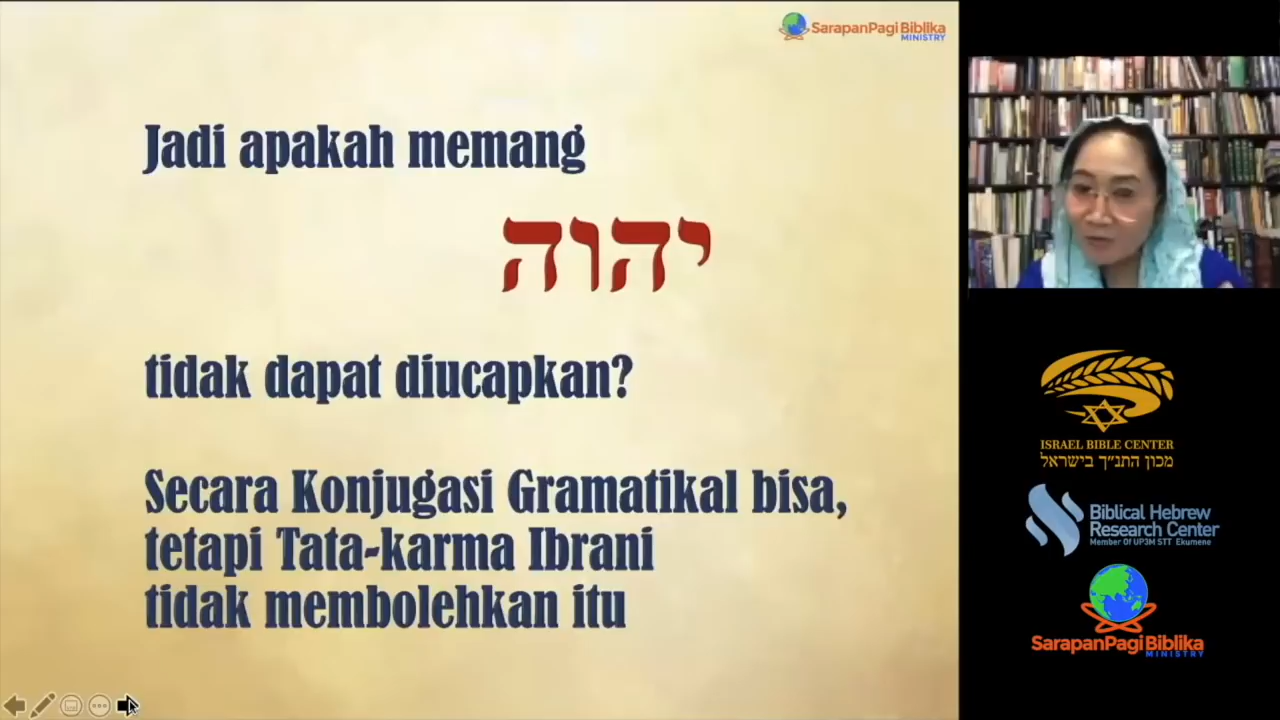 SarapanPagi Biblika
MINISTRY
Jadi apakah memang
יהוה
tidak dapat diucapkan?
Secara Konjugasi Gramatikal bisa,
tetapi Tata-karma Ibrani
tidak membolehkan itu
ISRAEL BIBLE CENTER
מכון התנ״ך בישראל
Biblical Hebrew
Research Center
Member Of UP3M STT Ekumene
SarapanPagi Biblika
MINISTRY